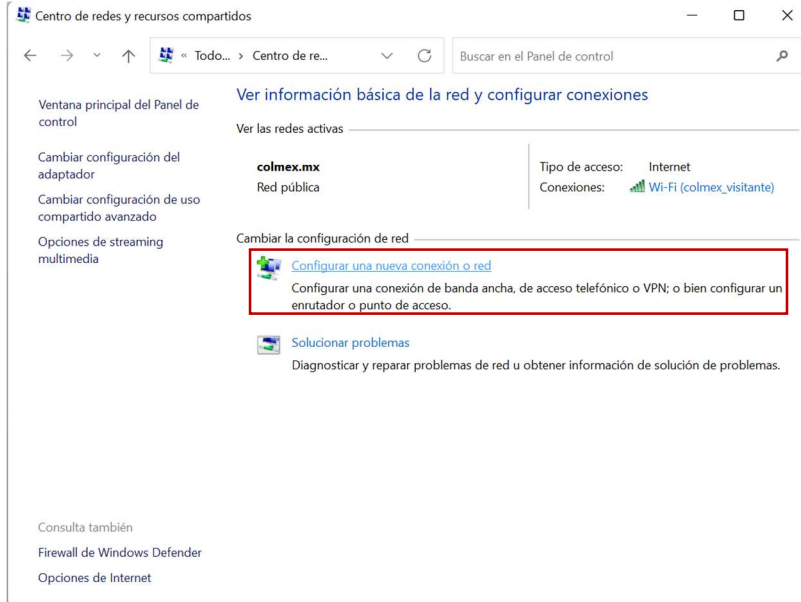 Centro de redes y recursos compartidos
« Todo... › Centro de re...
Buscar en el Panel de control
Ventana principal del Panel de
control
Cambiar configuración del
adaptador
Cambiar configuración de uso
compartido avanzado
Opciones de streaming
multimedia
Ver información básica de la red y configurar conexiones
Ver las redes activas
colmex.mx
Red pública
Tipo de acceso: Internet
Conexiones: Wi-Fi (colmex_visitante)
Cambiar la configuración de red
Configurar una nueva conexión o red
Configurar una conexión de banda ancha, de acceso telefónico o VPN; o bien configurar un
enrutador o punto de acceso.
Solucionar problemas
Diagnosticar y reparar problemas de red u obtener información de solución de problemas.
Consulta también
Firewall de Windows Defender
Opciones de Internet